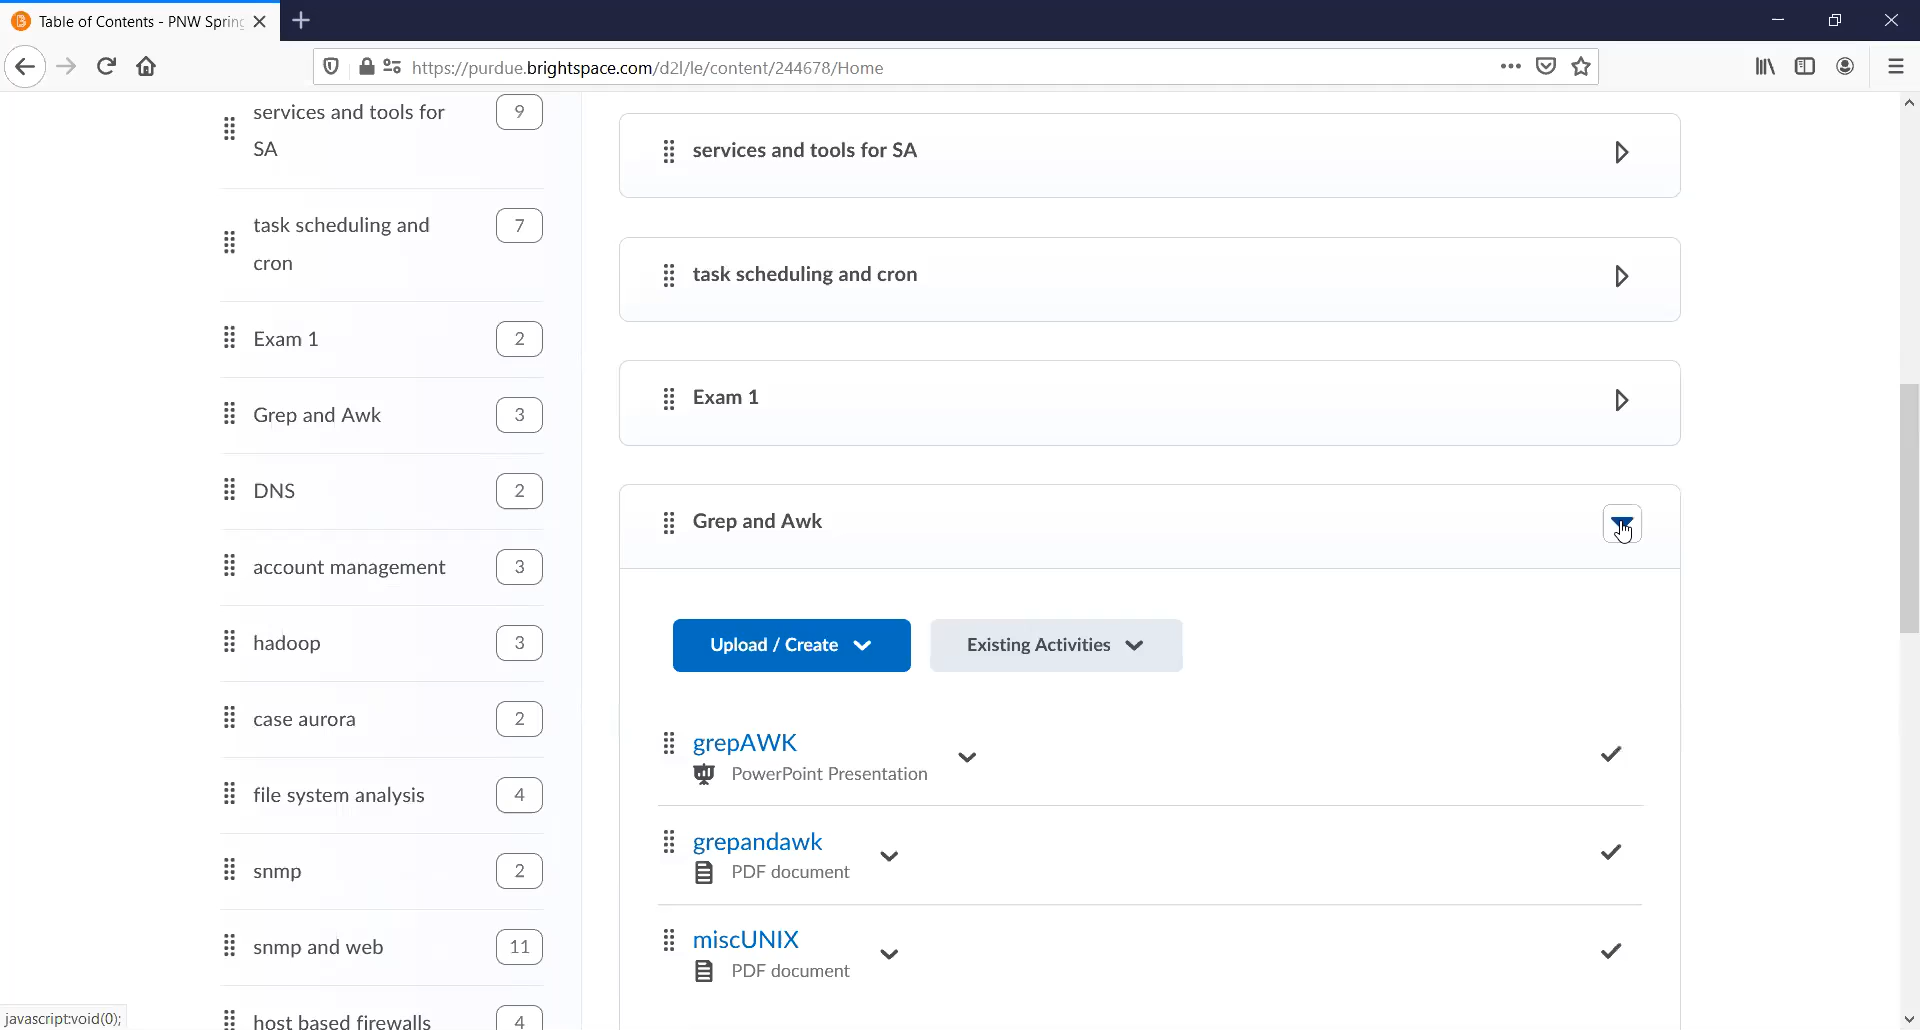 Table of Contents - PNW Spring
https://purdue.brightspace.com/d2l/le/content/244678/Home
services and tools for
SA
9
task scheduling and
cron
7
Exam 1
2
Grep and Awk
3
DNS
2
account management
3
hadoop
3
case aurora
2
file system analysis
4
snmp
2
snmp and web
11
host based firewalls
4
services and tools for SA
task scheduling and cron
Exam 1
Grep and Awk
Upload / Create
Existing Activities
grepAWK
PowerPoint Presentation
grepandawk
PDF document
miscUNIX
PDF document
javascript:void(0);